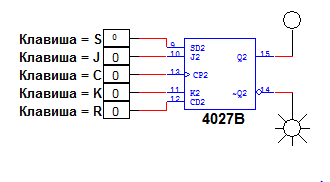 Клавиша = S 0 9 SD2
Клавиша = J 0 10 J2 Q2 15
Клавиша = C 0 13 CP2
Клавиша = K 0 11 K2 ~Q2 14
Клавиша = R 0 12 CD2
4027B